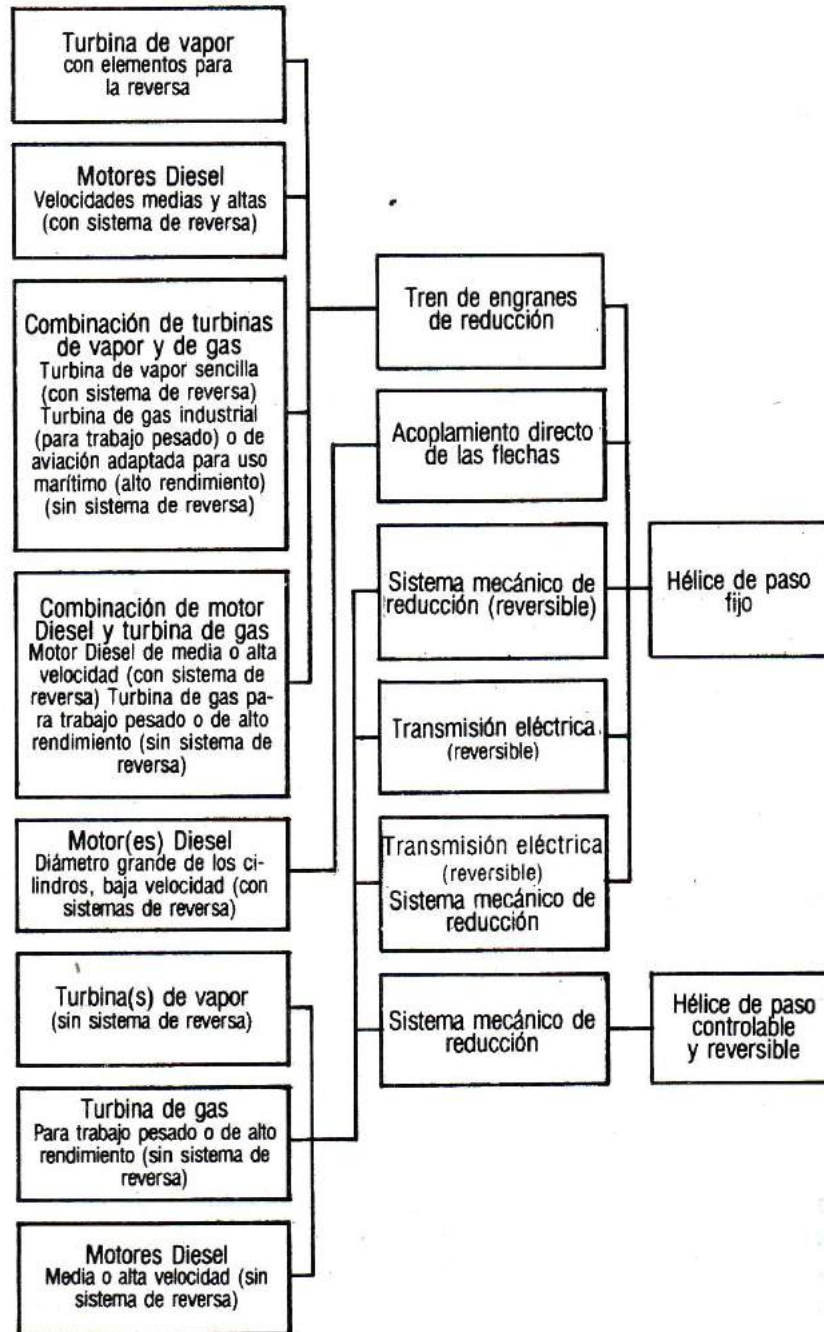 Turbina de vapor
con elementos para
la reversa
Motores Diesel
Velocidades medias y altas
(con sistema de reversa)
Combinación de turbinas
de vapor y de gas
Turbina de vapor sencilla
(con sistema de reversa)
Turbina de gas industrial
(para trabajo pesado) o de
aviación adaptada para uso
marítimo (alto rendimiento)
(sin sistema de reversa)
Combinación de motor
Diesel y turbina de gas
Motor Diesel de media o alta
velocidad (con sistema de
reversa) Turbina de gas pa-
ra trabajo pesado o de alto
rendimiento (sin sistema de
reversa)
Motor(es) Diesel
Diámetro grande de los ci-
lindros, baja velocidad (con
sistemas de reversa)
Turbina(s) de vapor
(sin sistema de reversa)
Turbina de gas
Para trabajo pesado o de alto
rendimiento (sin sistema de
reversa)
Motores Diesel
Media o alta velocidad (sin
sistema de reversa)
Tren de engranes
de reducción
Acoplamiento directo
de las flechas
Sistema mecánico de
reducción (reversible)
Transmisión eléctrica
(reversible)
Transmisión eléctrica
(reversible)
Sistema mecánico de
reducción
Sistema mecánico de
reducción
Hélice de paso
fijo
Hélice de paso
controlable
y reversible